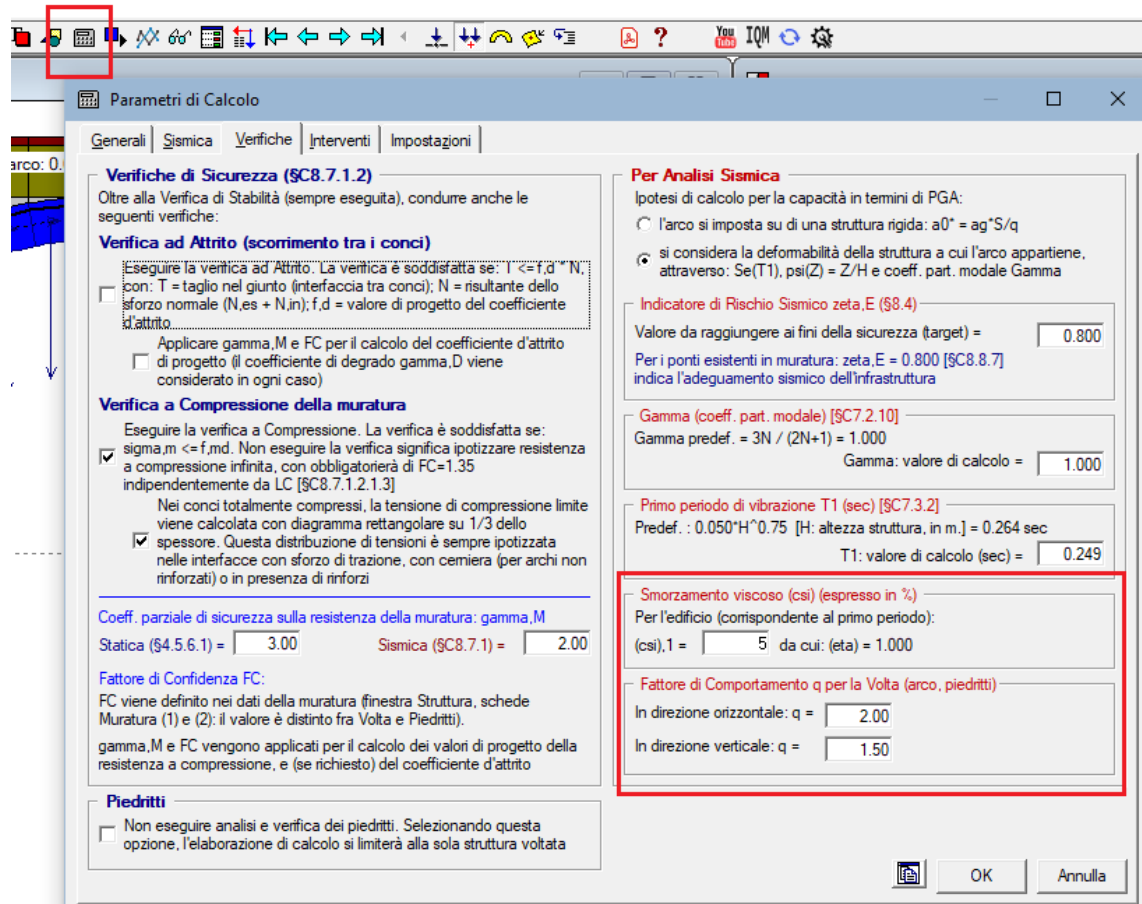 You
Tube
IQM
?
Parametri di Calcolo
Generali
Sismica
Verifiche
Interventi
Impostazioni
arco: 0.
Verifiche di Sicurezza (§C8.7.1.2)
Oltre alla Verifica di Stabilità (sempre eseguita), condurre anche le
seguenti verifiche:
Verifica ad Attrito (scorrimento tra i conci)
Eseguire la verifica ad Attrito. La verifica è soddisfatta se: T <= f,d * N,
con: T = taglio nel giunto (interfaccia tra conci); N = risultante dello
sforzo normale (N,es + N,in); f,d = valore di progetto del coefficiente
d'attrito
Applicare gamma,M e FC per il calcolo del coefficiente d'attrito
di progetto (il coefficiente di degrado gamma,D viene
considerato in ogni caso)
Verifica a Compressione della muratura
Eseguire la verifica a Compressione. La verifica è soddisfatta se:
sigma,m <= f,md. Non eseguire la verifica significa ipotizzare resistenza
a compressione infinita, con obbligatorierà di FC=1.35
indipendentemente da LC [§C8.7.1.2.1.3]
Nei conci totalmente compressi, la tensione di compressione limite
viene calcolata con diagramma rettangolare su 1/3 dello
spessore. Questa distribuzione di tensioni è sempre ipotizzata
nelle interfacce con sforzo di trazione, con cerniera (per archi non
rinforzati) o in presenza di rinforzi
Coeff. parziale di sicurezza sulla resistenza della muratura: gamma,M
Statica (§4.5.6.1) = 3.00 Sismica (§C8.7.1) = 2.00
Fattore di Confidenza FC:
FC viene definito nei dati della muratura (finestra Struttura, schede
Muratura (1) e (2): il valore è distinto fra Volta e Piedritti).
gamma,M e FC vengono applicati per il calcolo dei valori di progetto della
resistenza a compressione, e (se richiesto) del coefficiente d'attrito
Piedritti
Non eseguire analisi e verifica dei piedritti. Selezionando questa
opzione, l'elaborazione di calcolo si limiterà alla sola struttura voltata
Per Analisi Sismica
Ipotesi di calcolo per la capacità in termini di PGA:
l'arco si imposta su di una struttura rigida: a0* = ag*S/q
si considera la deformabilità della struttura a cui l'arco appartiene,
attraverso: Se(T1), psi(Z) = Z/H e coeff. part. modale Gamma
Indicatore di Rischio Sismico zeta,E (§8.4)
Valore da raggiungere ai fini della sicurezza (target) = 0.800
Per i ponti esistenti in muratura: zeta,E = 0.800 [§C8.8.7]
indica l'adeguamento sismico dell'infrastruttura
Gamma (coeff. part. modale) [§C7.2.10]
Gamma predef. = 3N / (2N+1) = 1.000
Gamma: valore di calcolo = 1.000
Primo periodo di vibrazione T1 (sec) [§C7.3.2]
Predef. : 0.050*H^0.75 [H: altezza struttura, in m.] = 0.264 sec
T1: valore di calcolo (sec) = 0.249
Smorzamento viscoso (csi) (espresso in %)
Per l'edificio (corrispondente al primo periodo):
(csi),1 = 5 da cui: (eta) = 1.000
Fattore di Comportamento q per la Volta (arco, piedritti)
In direzione orizzontale: q = 2.00
In direzione verticale: q = 1.50
OK
Annulla